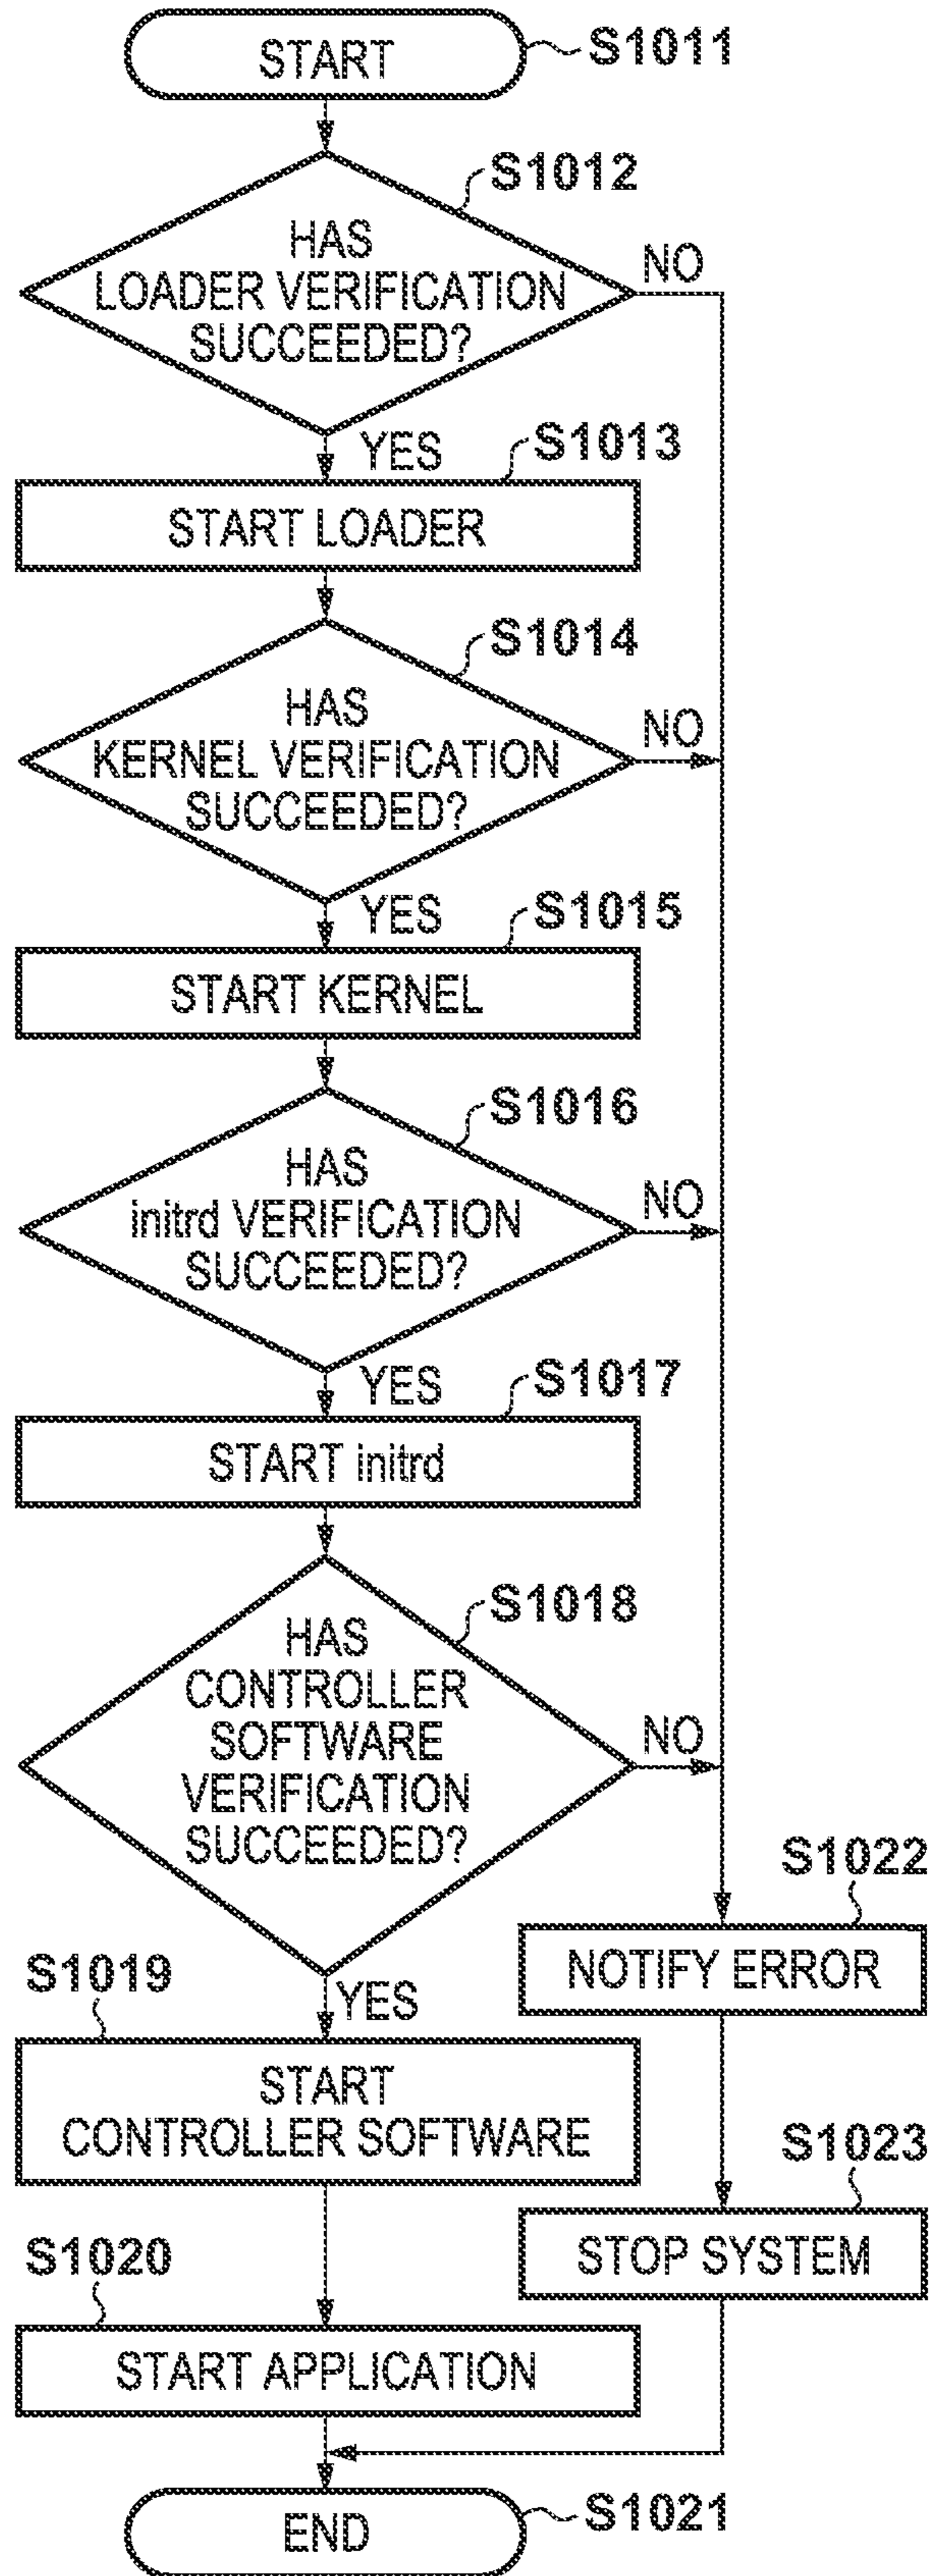 START
S1011
S1012
HAS
LOADER VERIFICATION
SUCCEEDED?
NO
YES
S1013
START LOADER
S1014
HAS
KERNEL VERIFICATION
SUCCEEDED?
NO
YES
S1015
START KERNEL
S1016
HAS
initrd VERIFICATION
SUCCEEDED?
NO
YES
S1017
START initrd
S1018
HAS
CONTROLLER
SOFTWARE
VERIFICATION
SUCCEEDED?
NO
YES
S1019
START
CONTROLLER SOFTWARE
S1020
START APPLICATION
S1022
NOTIFY ERROR
S1023
STOP SYSTEM
END
S1021